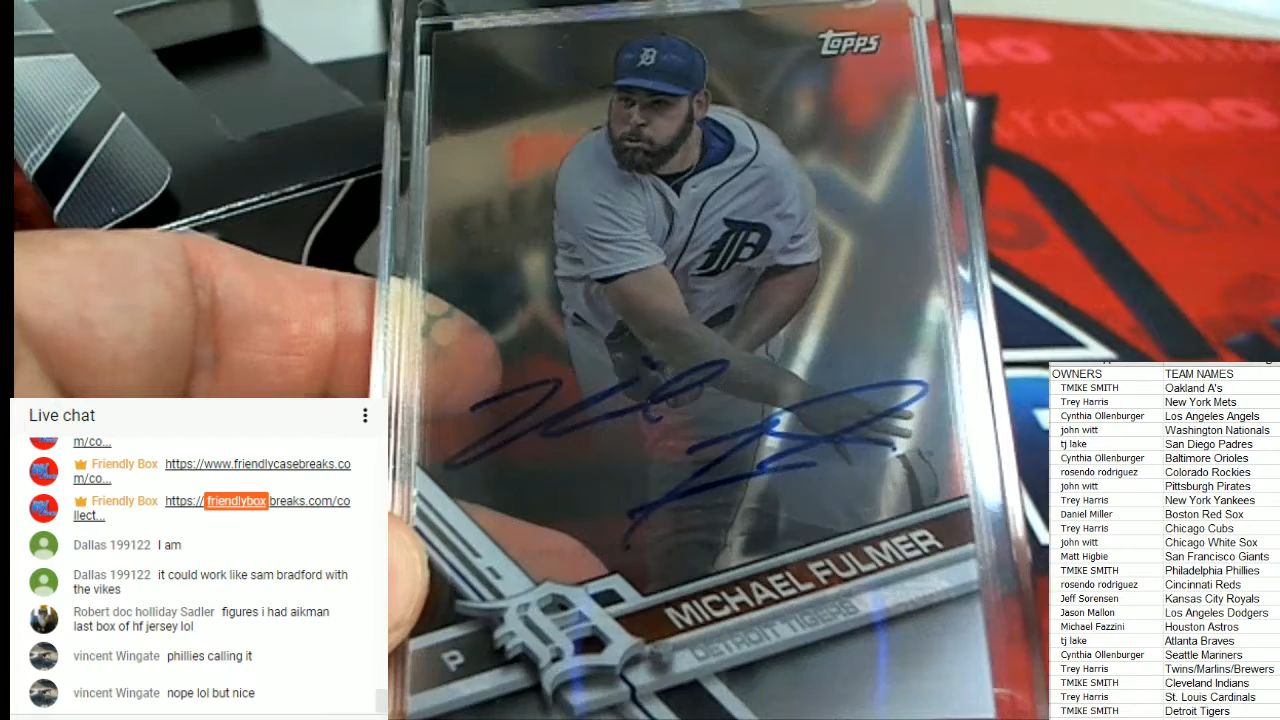 TOPPS
PRO
MICHAEL FULMER
DETROIT TIGERS
P
Live chat
m/co...
Friendly Box https://www.friendlycasebreaks.co
m/co...
Friendly Box https://friendlyboxbreaks.com/co
llect...
Dallas 199122 I am
Dallas 199122 it could work like sam bradford with
the vikes
Robert doc holliday Sadler figures i had aikman
last box of hf jersey lol
vincent Wingate phillies calling it
vincent Wingate nope lol but nice
OWNERS TEAM NAMES
TMIKE SMITH Oakland A's
Trey Harris New York Mets
Cynthia Ollenburger Los Angeles Angels
john witt Washington Nationals
tj lake San Diego Padres
Cynthia Ollenburger Baltimore Orioles
rosendo rodriguez Colorado Rockies
john witt Pittsburgh Pirates
Trey Harris New York Yankees
Daniel Miller Boston Red Sox
Trey Harris Chicago Cubs
john witt Chicago White Sox
Matt Higbie San Francisco Giants
TMIKE SMITH Philadelphia Phillies
rosendo rodriguez Cincinnati Reds
Jeff Sorensen Kansas City Royals
Jason Mallon Los Angeles Dodgers
Michael Fazzini Houston Astros
tj lake Atlanta Braves
Cynthia Ollenburger Seattle Mariners
Trey Harris Twins/Marlins/Brewers
TMIKE SMITH Cleveland Indians
Trey Harris St. Louis Cardinals
TMIKE SMITH Detroit Tigers